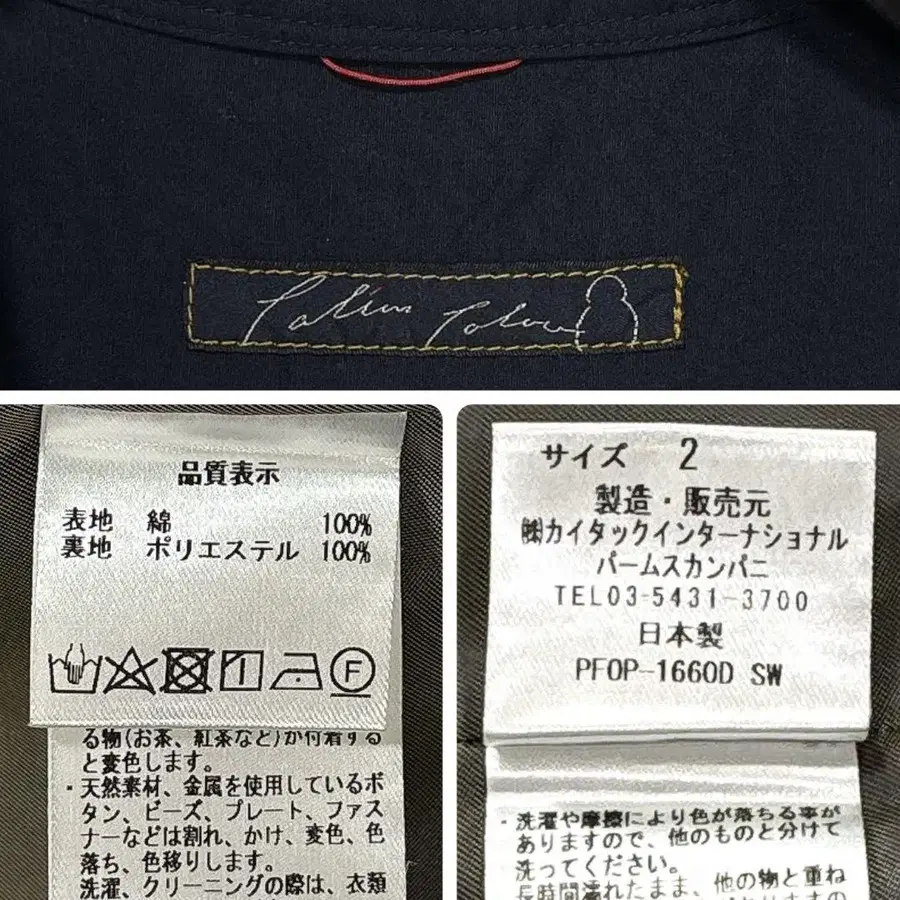 品質表示
表地 綿 100%
裏地 ポリエステル 100%
F
る物(お茶、紅茶など)が付着する
と変色します。
・天然素材、金属を使用しているボ
タン、ビーズ、プレート、ファス
ナーなどは割れ、かけ、変色、色
落ち、色移りします。
洗濯、クリーニングの際は、衣類
サイズ 2
製造・販売元
㈱カイタックインターナショナル
パームスカンパニ
TEL03-5431-3700
日本製
PFOP-1660D SW
・洗濯や摩擦により色が落ちる事が
ありますので、他のものと分けて
洗ってください。
長時間濡れたまま、他の物と重ね